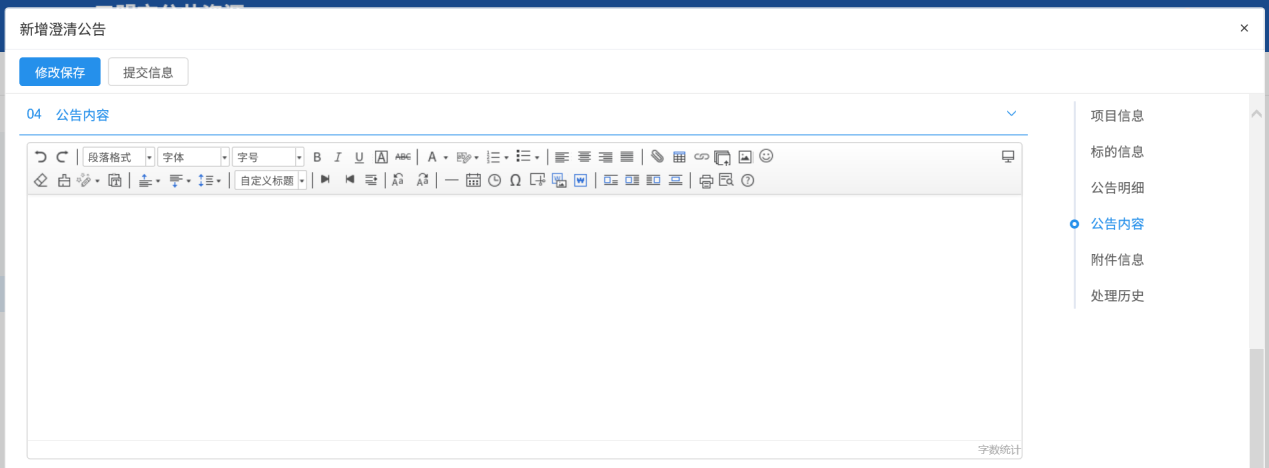 新增澄清公告
×
修改保存 提交信息
04 公告内容
段落格式 字体 字号 B I U A ABC A
自定义标题
字数统计
项目信息
标的信息
公告明细
公告内容
附件信息
处理历史